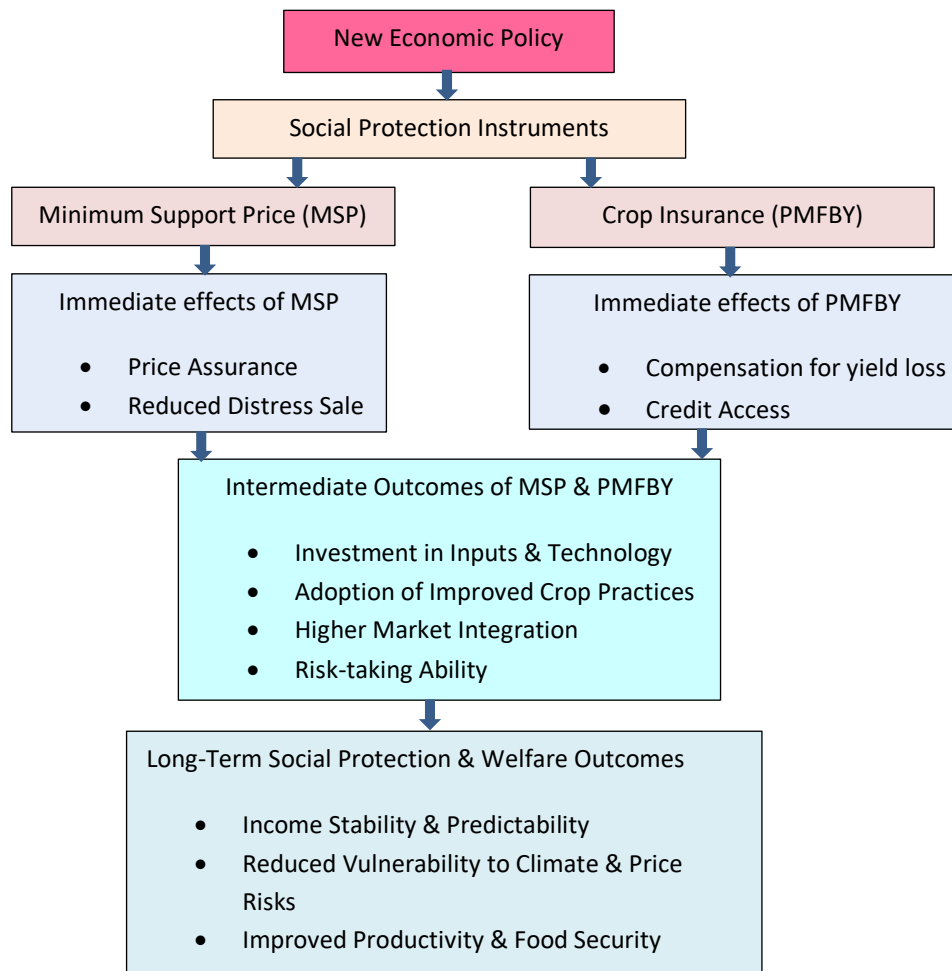 New Economic Policy
Social Protection Instruments
Minimum Support Price (MSP)
Crop Insurance (PMFBY)
Immediate effects of MSP
• Price Assurance
• Reduced Distress Sale
Immediate effects of PMFBY
• Compensation for yield loss
• Credit Access
Intermediate Outcomes of MSP & PMFBY
• Investment in Inputs & Technology
• Adoption of Improved Crop Practices
• Higher Market Integration
• Risk-taking Ability
Long-Term Social Protection & Welfare Outcomes
• Income Stability & Predictability
• Reduced Vulnerability to Climate & Price
Risks
• Improved Productivity & Food Security